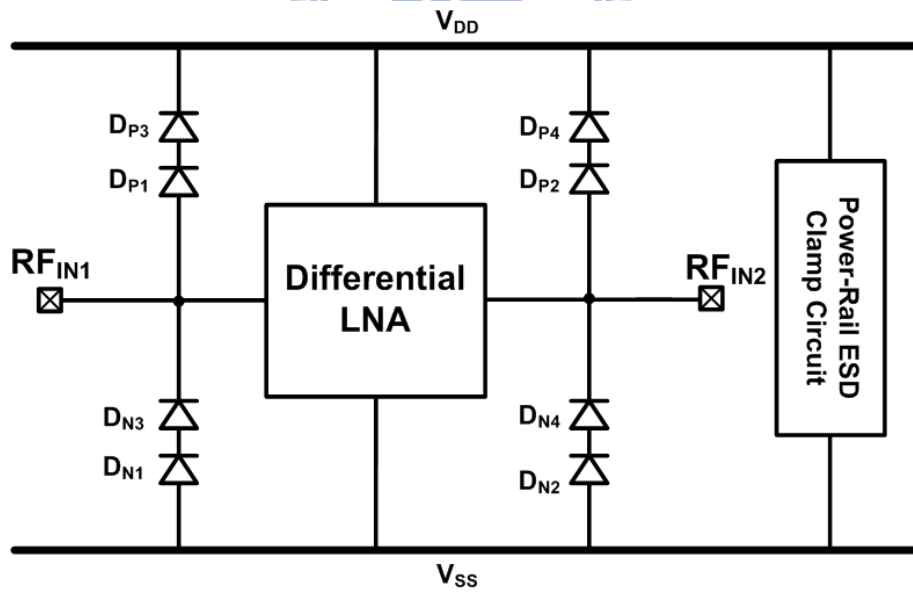 VDD
DP3
DP1
DP4
DP2
RFIN1
Differential
LNA
RFIN2
Power-Rail ESD
Clamp Circuit
DN3
DN1
DN4
DN2
VSS